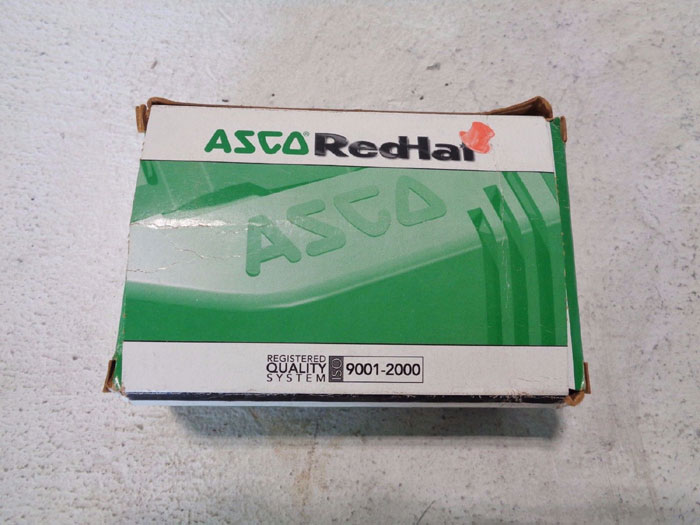 ASCO® RedHat
ASCO
REGISTERED
QUALITY
SYSTEM
ISO 9001-2000